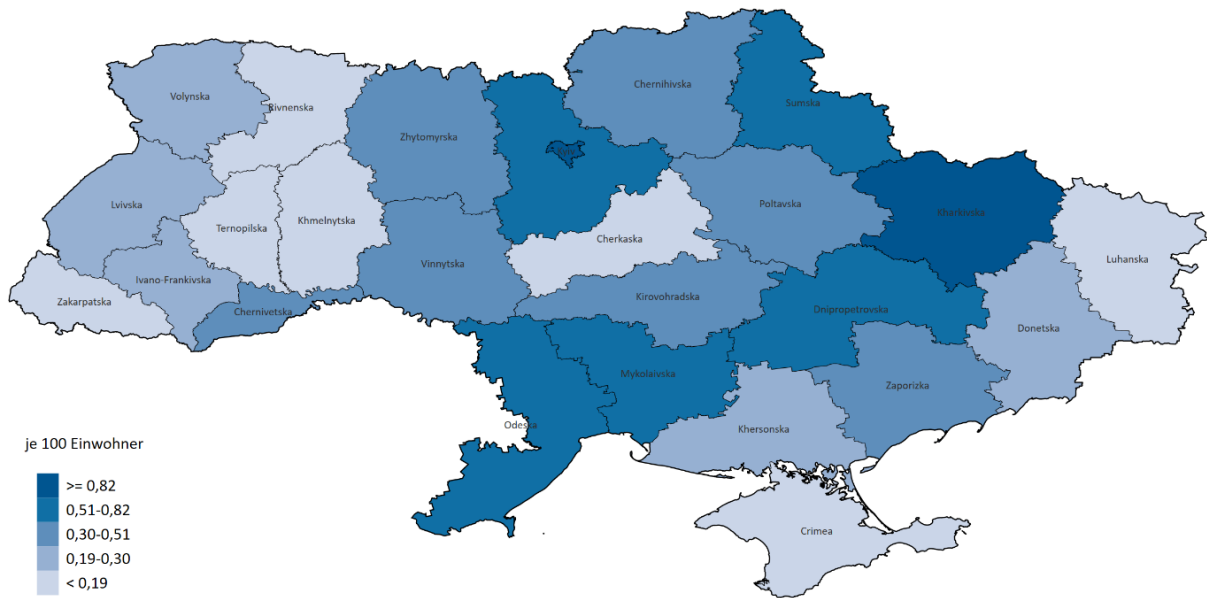 Chernihivska
Volynska
Sumska
Rivnenska
Zhytomyrska
Kyiv
Lvivska
Poltavska
Kharkivska
Khmelnytska
Ternopilska
Cherkaska
Luhanska
Vinnytska
Ivano-Frankivska
Kirovohradska
Zakarpatska
Chernivetska
Dnipropetrovska
Donetska
Mykolaivska
Zaporizka
Odeska
Khersonska
Crimea
je 100 Einwohner
>= 0,82
0,51-0,82
0,30-0,51
0,19-0,30
< 0,19